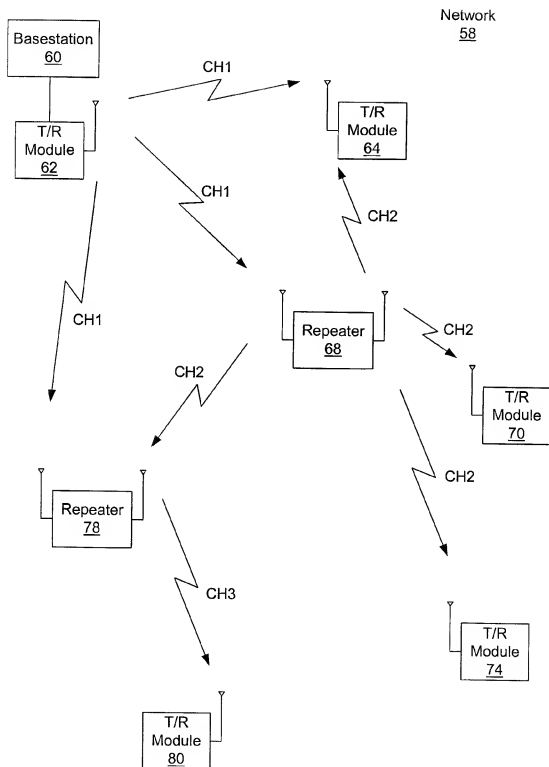 Network
58
Basestation
60
T/R
Module
62
CH1
T/R
Module
64
CH1
CH2
CH1
Repeater
68
CH2
CH2
T/R
Module
70
CH2
Repeater
78
CH3
T/R
Module
74
T/R
Module
80